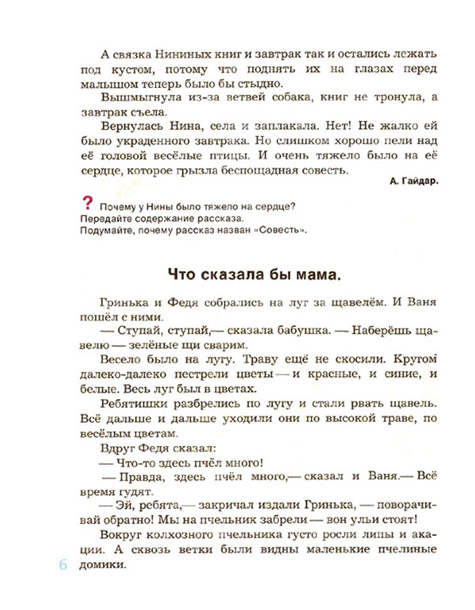 А связка Нининых книг и завтрак так и остались лежать
под кустом, потому что поднять их на глазах перед
малышом теперь было бы стыдно.
Вышмыгнула из-за ветвей собака, книг не тронула, а
завтрак съела.
Вернулась Нина, села и заплакала. Нет! Не жалко ей
было украденного завтрака. Но слишком хорошо пели над
её головой весёлые птицы. И очень тяжело было на её
сердце, которое грызла беспощадная совесть.
А. Гайдар.
? Почему у Нины было тяжело на сердце?
Передайте содержание рассказа.
Подумайте, почему рассказ назван «Совесть».
Что сказала бы мама.
Гринька и Федя собрались на луг за щавелём. И Ваня
пошёл с ними.
— Ступай, ступай,— сказала бабушка. — Наберёшь ща-
велю — зелёные щи сварим.
Весело было на лугу. Траву ещё не скосили. Кругом
далеко-далеко пестрели цветы — и красные, и синие, и
белые. Весь луг был в цветах.
Ребятишки разбрелись по лугу и стали рвать щавель.
Всё дальше и дальше уходили они по высокой траве, по
весёлым цветам.
Вдруг Федя сказал:
— Что-то здесь пчёл много!
— Правда, здесь пчёл много,— сказал и Ваня.— Всё
время гудят.
— Эй, ребята,— закричал издали Гринька, — поворачи-
вай обратно! Мы на пчельник забрели — вон ульи стоят!
Вокруг колхозного пчельника густо росли липы и ака-
ции. А сквозь ветки были видны маленькие пчелиные
домики.
6